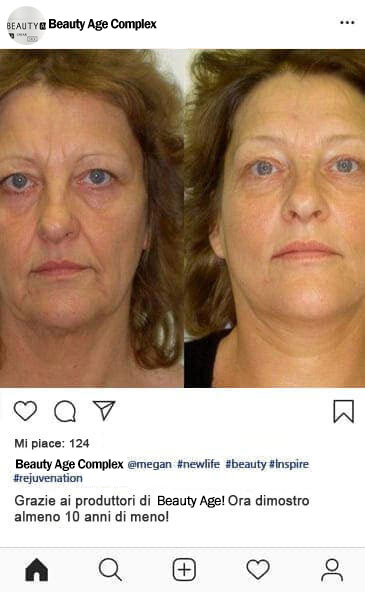 BEAUTY
Beauty Age Complex
Mi piace: 124
Beauty Age Complex @megan #newlife #beauty #Inspire
#rejuvenation
Grazie ai produttori di Beauty Age! Ora dimostro
almeno 10 anni di meno!